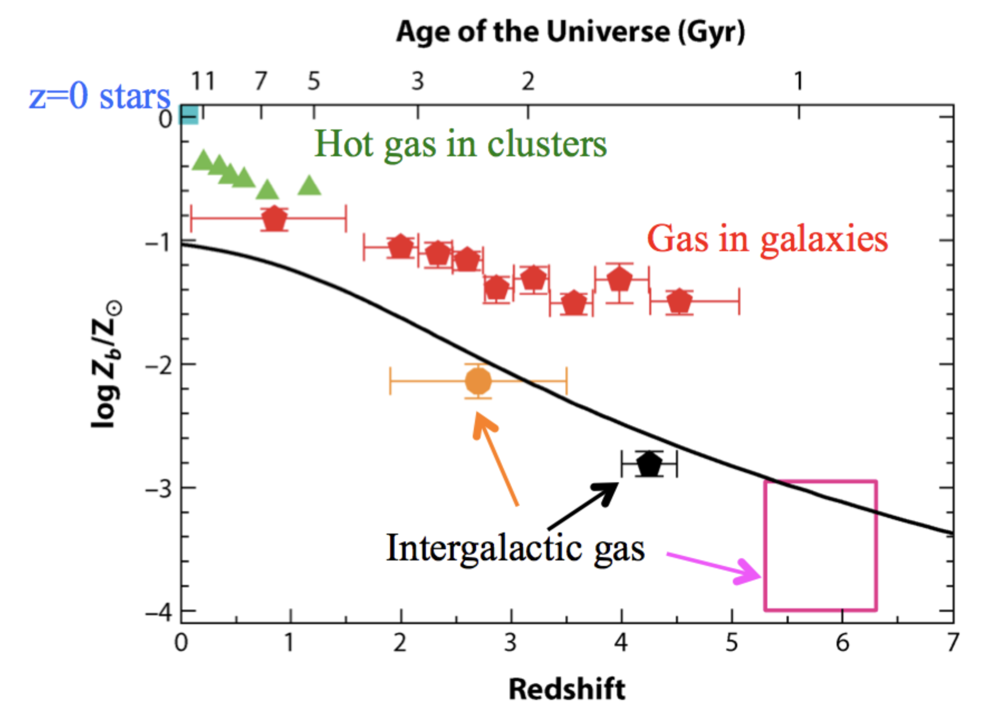 Age of the Universe (Gyr)
11 7 5 3 2 1
z=0 stars
0
Hot gas in clusters
Gas in galaxies
−1
log Z_b/Z_⊙
−2
−3
Intergalactic gas
−4
0 1 2 3 4 5 6 7
Redshift